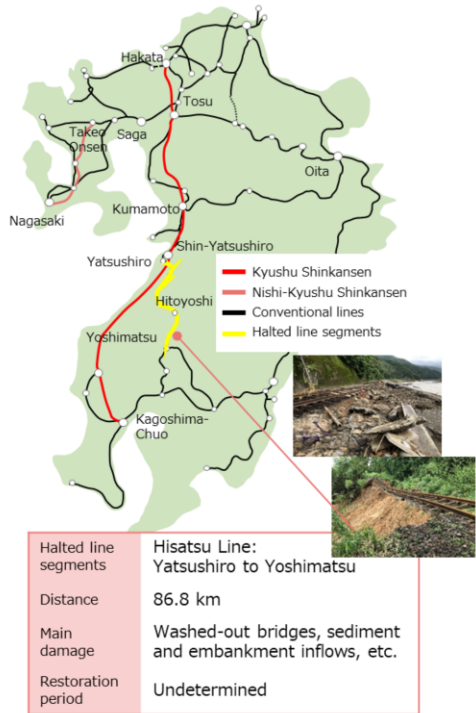 Hakata
Tosu
Takeo
Onsen
Saga
Oita
Nagasaki
Kumamoto
Shin-Yatsushiro
Yatsushiro
Kyushu Shinkansen
Nishi-Kyushu Shinkansen
Conventional lines
Halted line segments
Hitoyoshi
Yoshimatsu
Kagoshima-
Chuo
Halted line
segments
Hisatsu Line:
Yatsushiro to Yoshimatsu
Distance
86.8 km
Main
damage
Washed-out bridges, sediment
and embankment inflows, etc.
Restoration
period
Undetermined